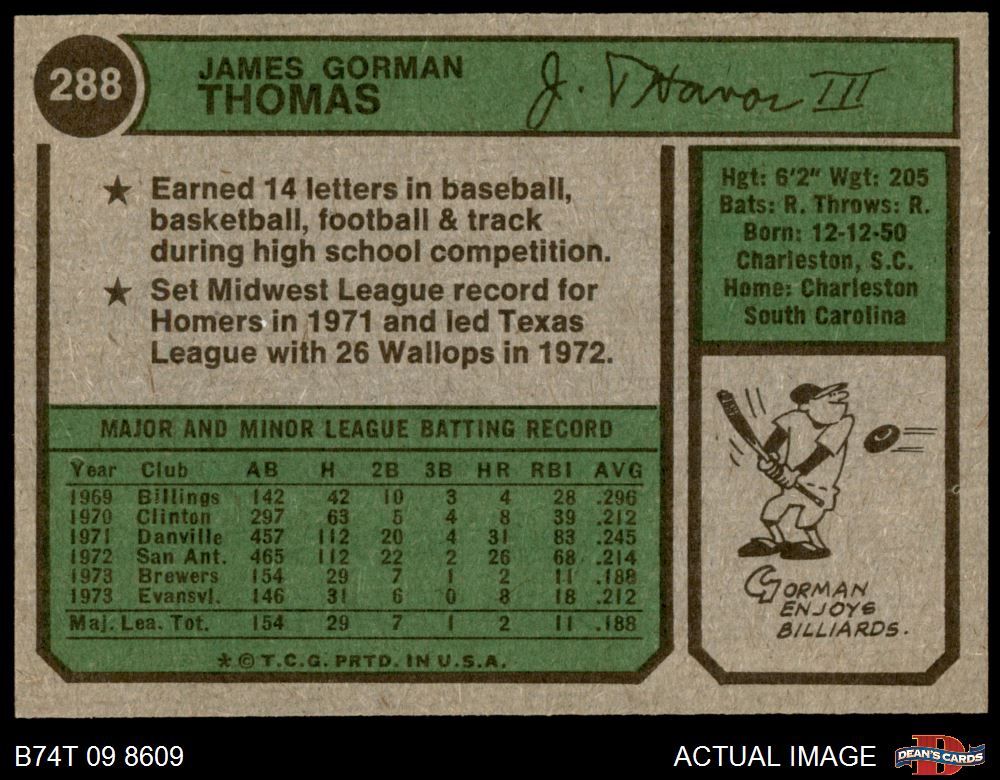 288
JAMES GORMAN
THOMAS
J. Thomas III
★ Earned 14 letters in baseball,
basketball, football & track
during high school competition.
★ Set Midwest League record for
Homers in 1971 and led Texas
League with 26 Wallops in 1972.
Hgt: 6'2" Wgt: 205
Bats: R. Throws: R.
Born: 12-12-50
Charleston, S.C.
Home: Charleston
South Carolina
MAJOR AND MINOR LEAGUE BATTING RECORD
Year Club AB H 2B 3B HR RBI AVG
1969 Billings 142 42 10 3 4 28 .296
1970 Clinton 297 63 5 4 8 39 .212
1971 Danville 457 112 20 4 31 83 .245
1972 San Ant. 465 112 22 2 26 68 .214
1973 Brewers 154 29 7 1 2 11 .188
1973 Evansvl. 146 31 6 0 8 18 .212
Maj. Lea. Tot. 154 29 7 1 2 11 .188
* © T.C.G. PRTD. IN U.S.A.
GORMAN
ENJOYS
BILLIARDS.
B74T 09 8609
ACTUAL IMAGE
D
DEAN'S CARDS